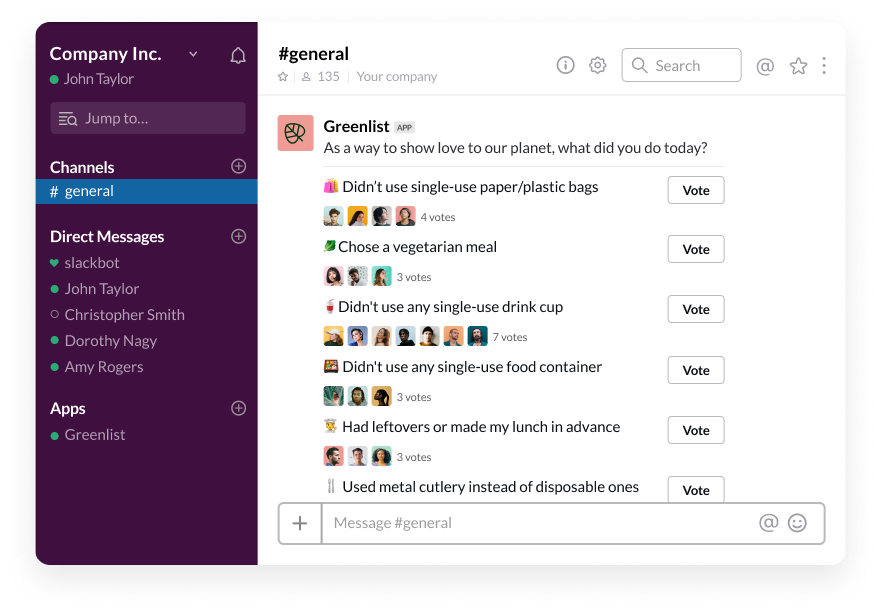 Company Inc.
John Taylor
Jump to...
Channels
# general
Direct Messages
slackbot
John Taylor
Christopher Smith
Dorothy Nagy
Amy Rogers
Apps
Greenlist
#general
135 Your company
Search
@
Greenlist APP
As a way to show love to our planet, what did you do today?
Didn’t use single-use paper/plastic bags Vote
4 votes
Chose a vegetarian meal Vote
3 votes
Didn't use any single-use drink cup Vote
7 votes
Didn't use any single-use food container Vote
3 votes
Had leftovers or made my lunch in advance Vote
3 votes
Used metal cutlery instead of disposable ones Vote
+ Message #general @